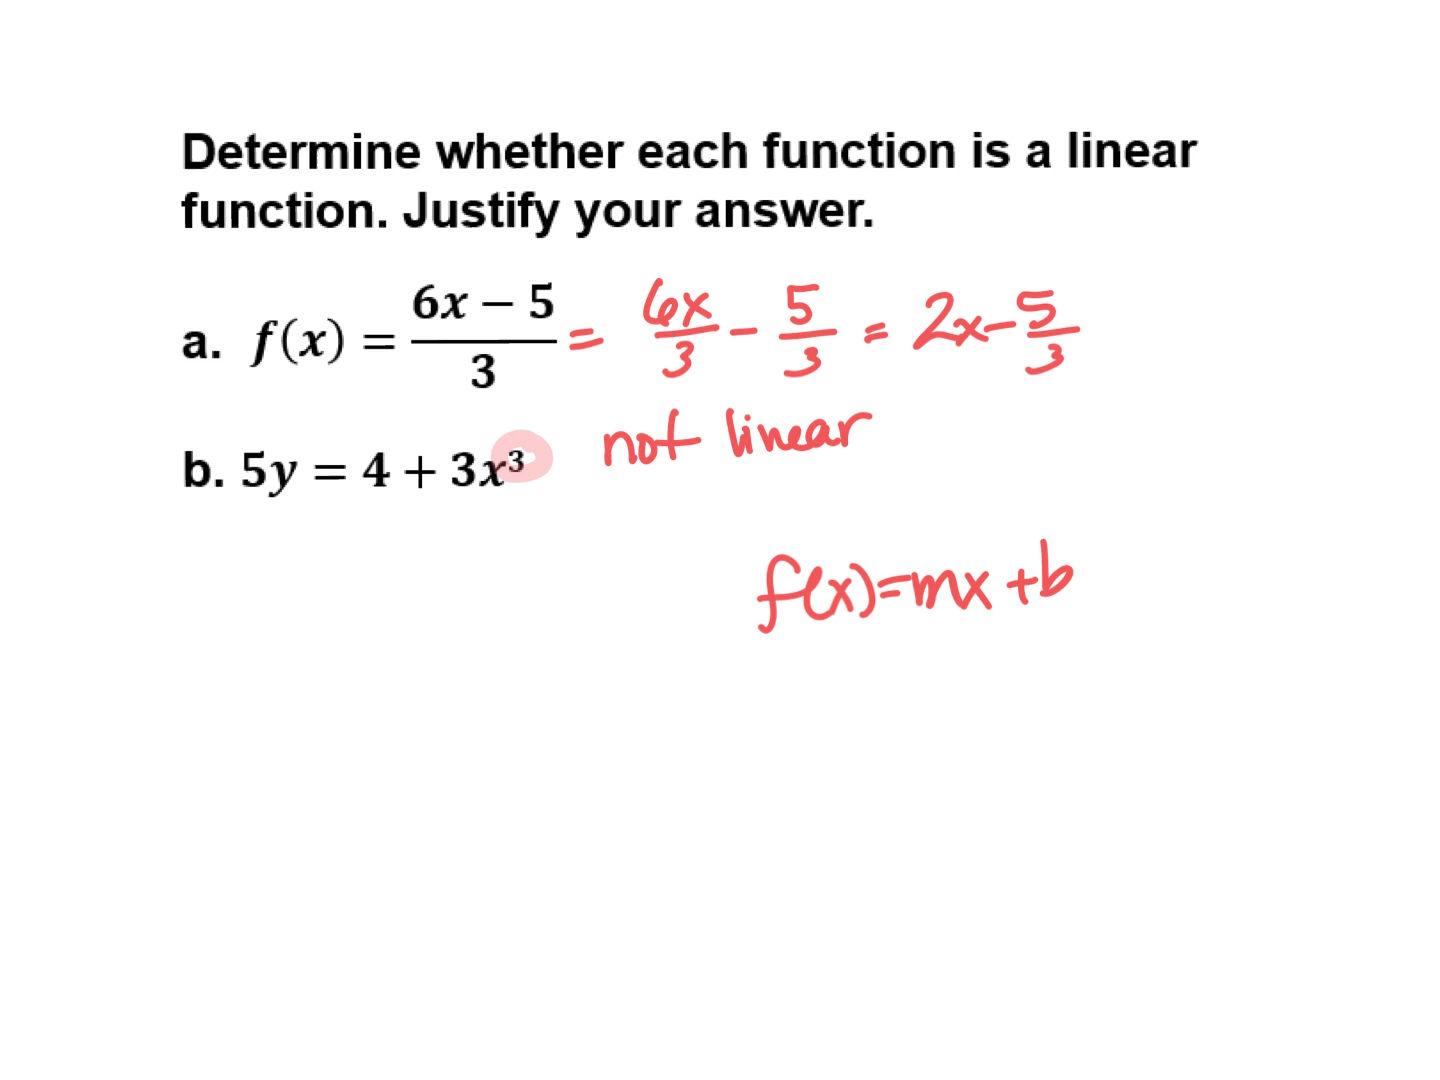 Determine whether each function is a linear
function. Justify your answer.
a. f(x) = (6x − 5)/3 = 6x/3 − 5/3 = 2x − 5/3
not linear
b. 5y = 4 + 3x³
f(x) = mx + b